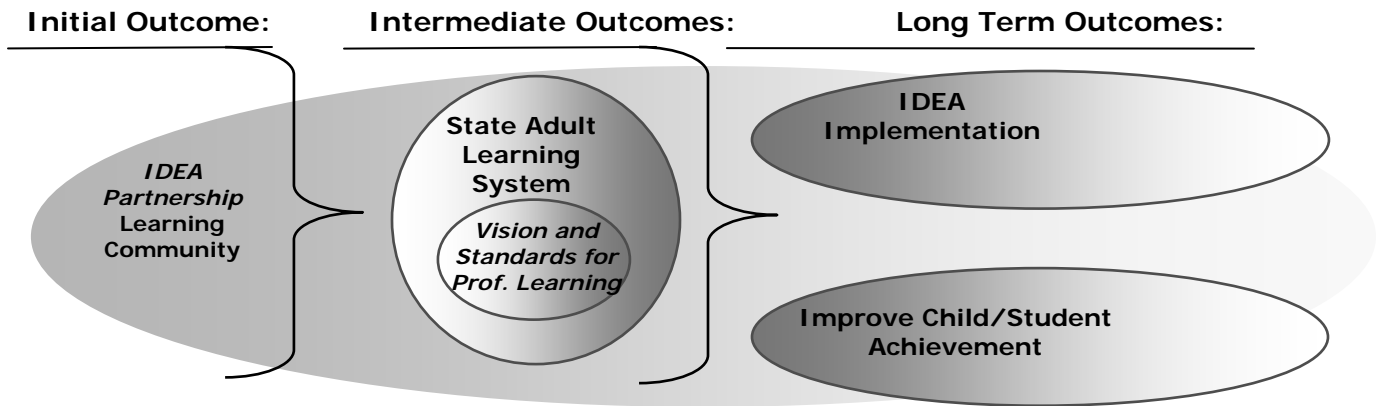 Initial Outcome:
Intermediate Outcomes:
Long Term Outcomes:
IDEA
Partnership
Learning
Community
State Adult
Learning
System
Vision and
Standards for
Prof. Learning
IDEA
Implementation
Improve Child/Student
Achievement